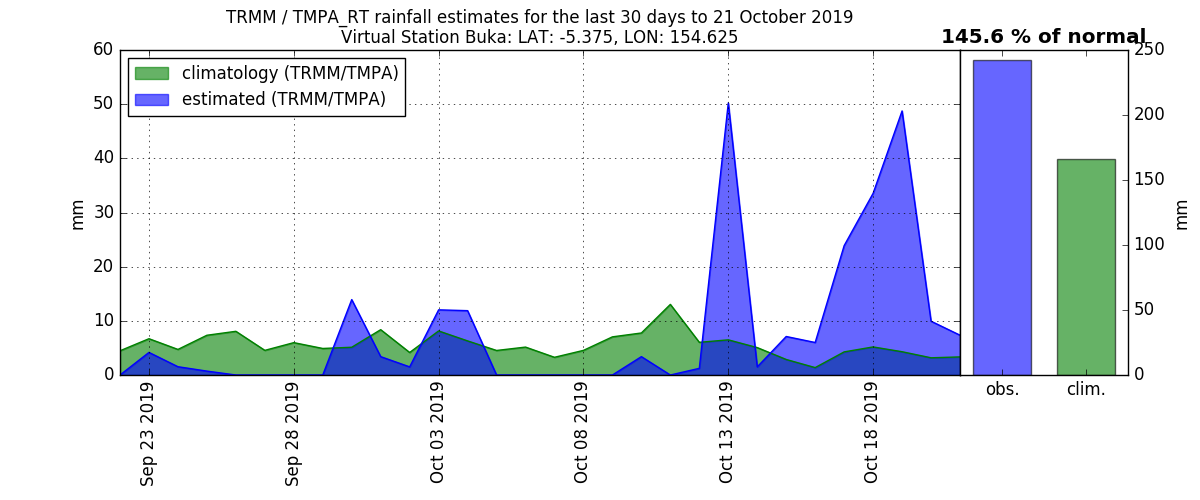 TRMM / TMPA_RT rainfall estimates for the last 30 days to 21 October 2019
Virtual Station Buka: LAT: -5.375, LON: 154.625
145.6 % of normal
climatology (TRMM/TMPA)
estimated (TRMM/TMPA)
60
50
40
30
20
10
0
mm
Sep 23 2019
Sep 28 2019
Oct 03 2019
Oct 08 2019
Oct 13 2019
Oct 18 2019
250
200
150
100
50
0
mm
obs.
clim.